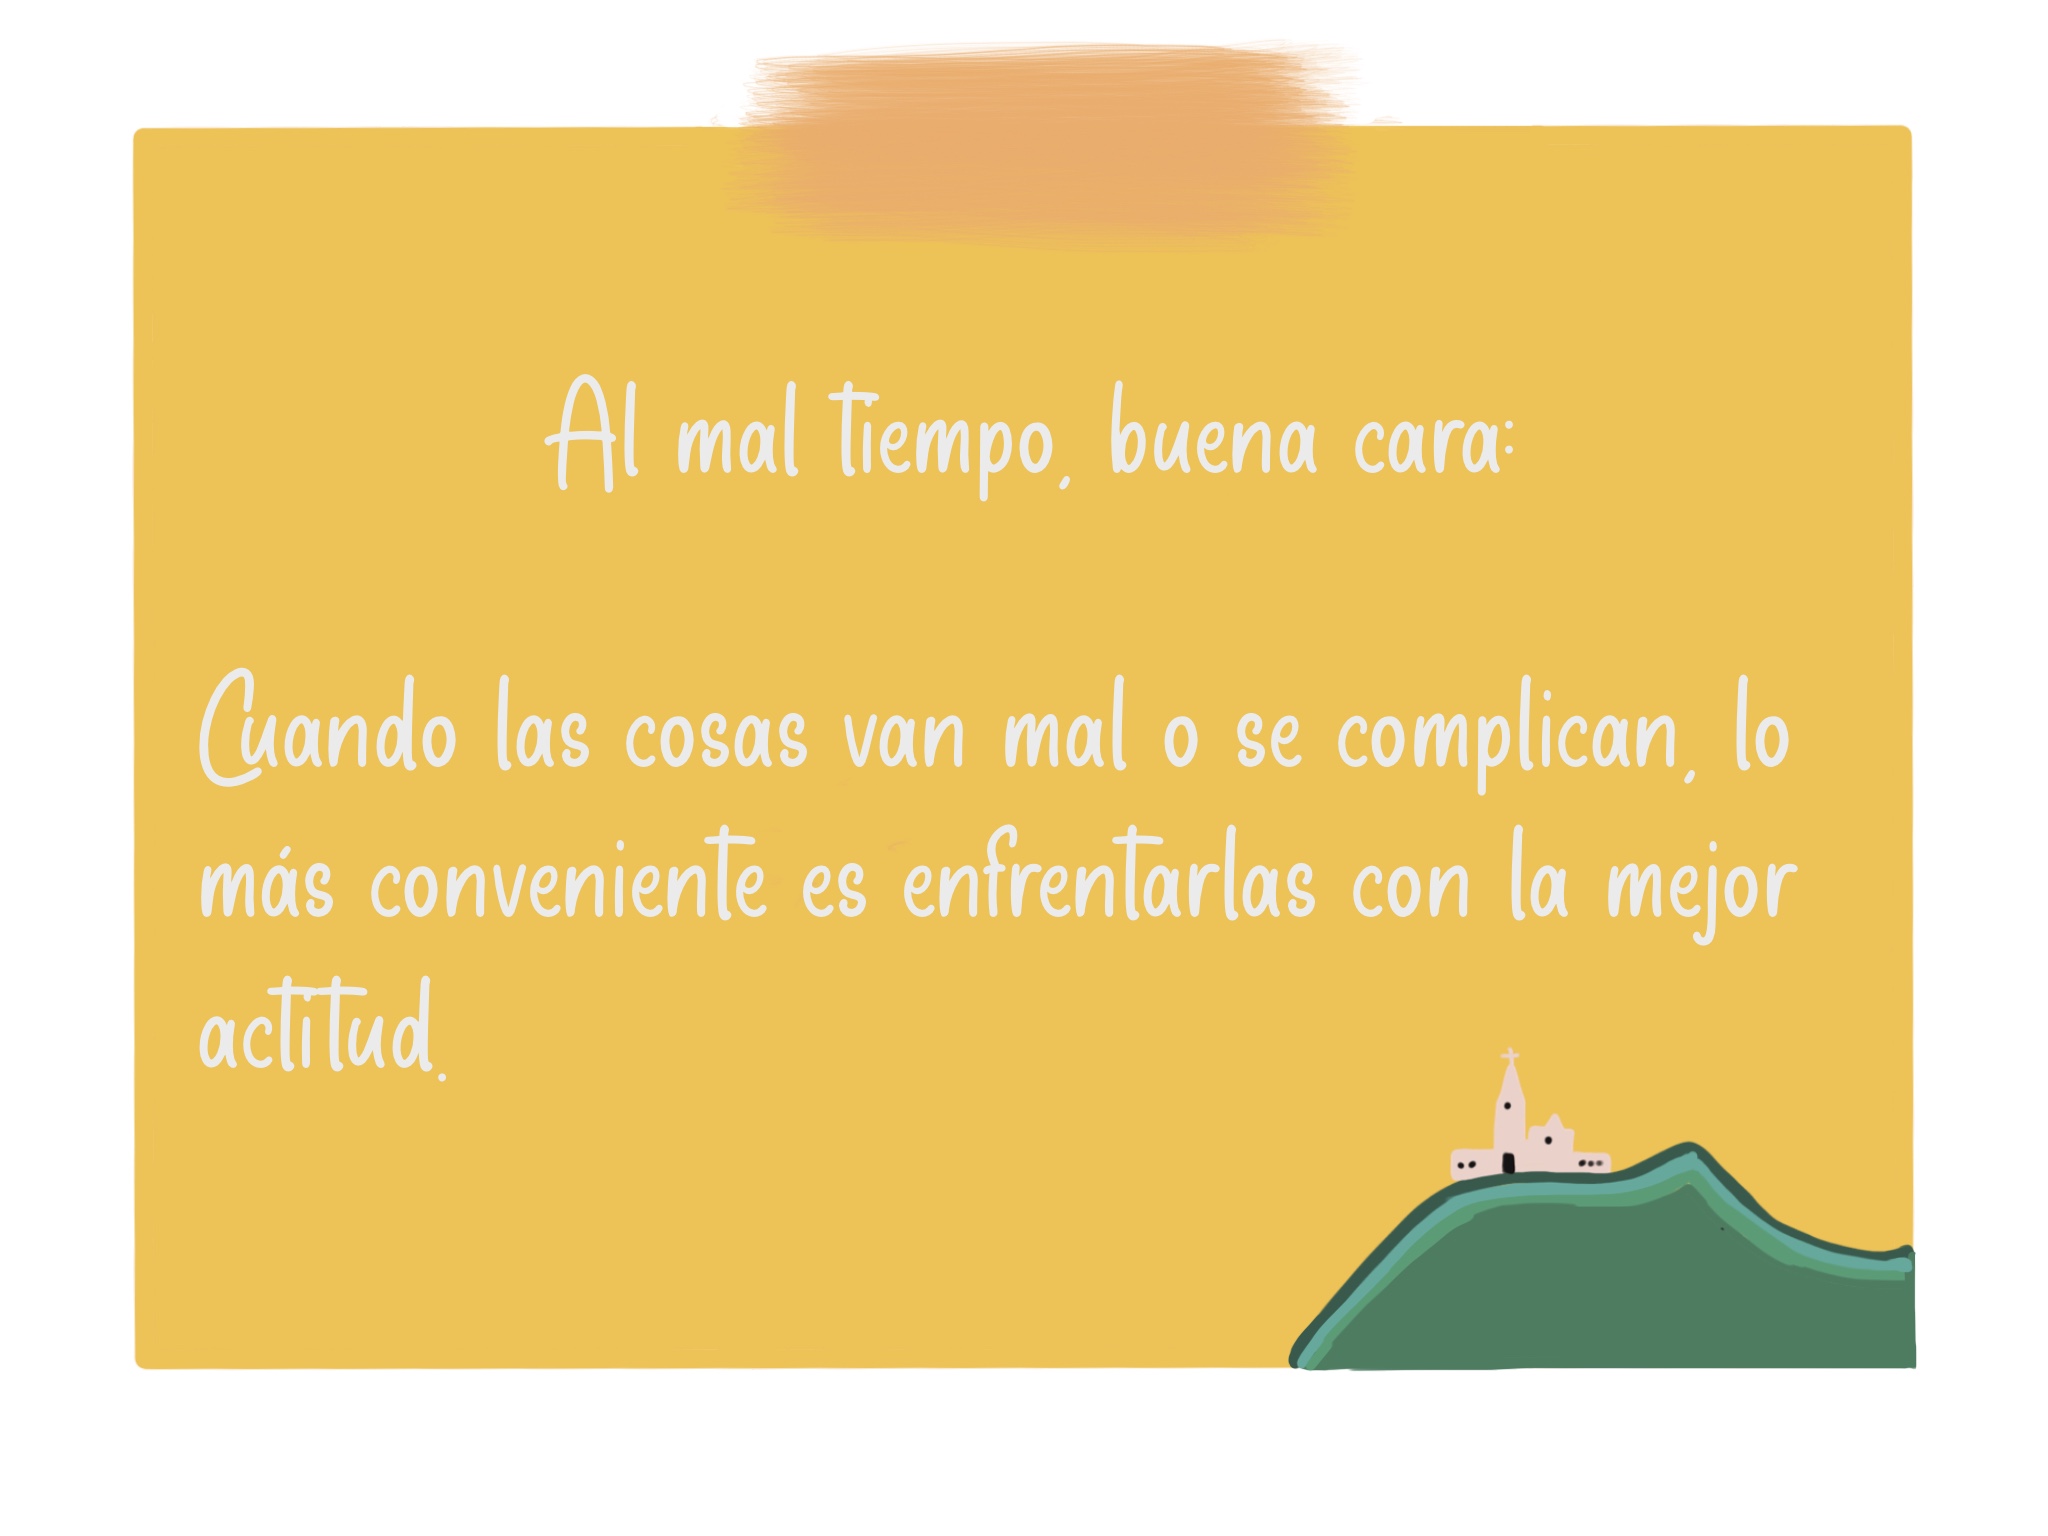 Al mal tiempo, buena cara:
Cuando las cosas van mal o se complican, lo
más conveniente es enfrentarlas con la mejor
actitud.